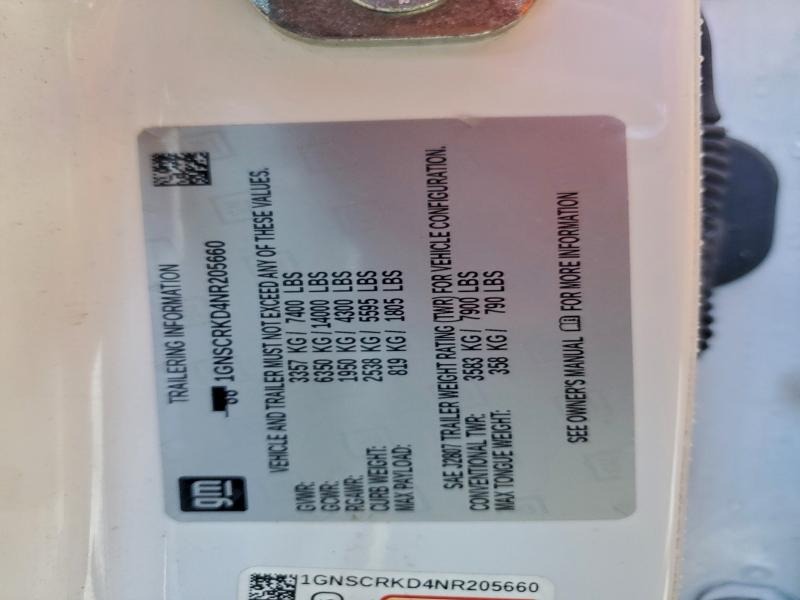 gm
TRAILERING INFORMATION
1GNSCRKD4NR205660
VEHICLE AND TRAILER MUST NOT EXCEED ANY OF THESE VALUES.
GVWR: 3357 KG / 7400 LBS
GCWR: 6350 KG / 14000 LBS
RGAWR: 1950 KG / 4300 LBS
CURB WEIGHT: 2538 KG / 5595 LBS
MAX PAYLOAD: 819 KG / 1805 LBS
SAE J2807 TRAILER WEIGHT RATING (TWR) FOR VEHICLE CONFIGURATION.
CONVENTIONAL TWR: 3583 KG / 7900 LBS
MAX TONGUE WEIGHT: 358 KG / 790 LBS
SEE OWNER'S MANUAL FOR MORE INFORMATION
1GNSCRKD4NR205660